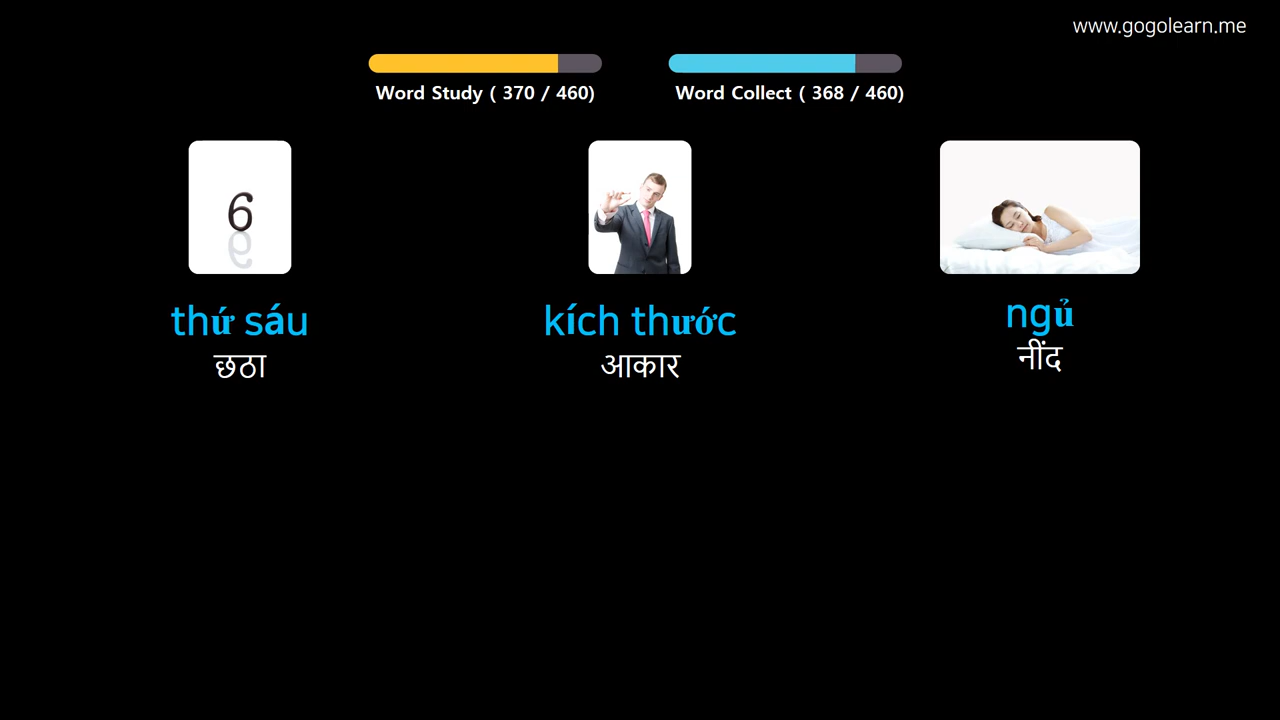 www.gogolearn.me
Word Study ( 370 / 460)
Word Collect ( 368 / 460)
6
thứ sáu
छठा
kích thước
आकार
ngủ
नींद